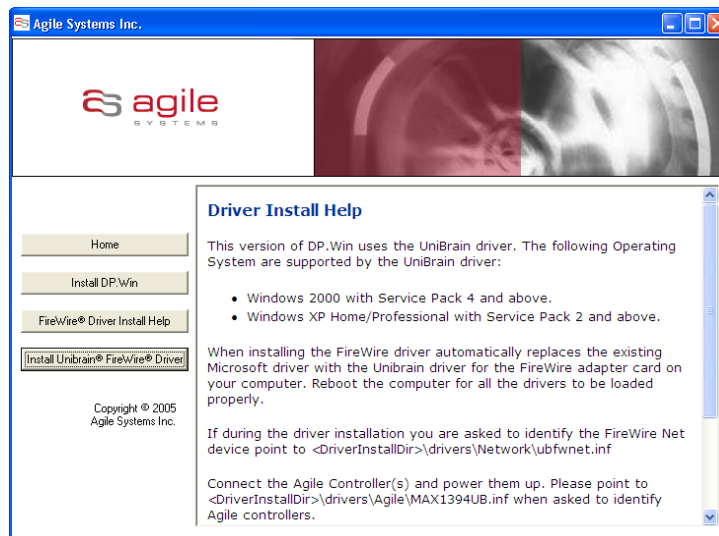 Agile Systems Inc.
agile
SYSTEMS
Home
Install DP.Win
FireWire® Driver Install Help
Install Unibrain® FireWire® Driver
Copyright © 2005
Agile Systems Inc.
Driver Install Help
This version of DP.Win uses the UniBrain driver. The following Operating
System are supported by the UniBrain driver:
• Windows 2000 with Service Pack 4 and above.
• Windows XP Home/Professional with Service Pack 2 and above.
When installing the FireWire driver automatically replaces the existing
Microsoft driver with the Unibrain driver for the FireWire adapter card on
your computer. Reboot the computer for all the drivers to be loaded
properly.
If during the driver installation you are asked to identify the FireWire Net
device point to <DriverInstallDir>\drivers\Network\ubfwnet.inf
Connect the Agile Controller(s) and power them up. Please point to
<DriverInstallDir>\drivers\Agile\MAX1394UB.inf when asked to identify
Agile controllers.